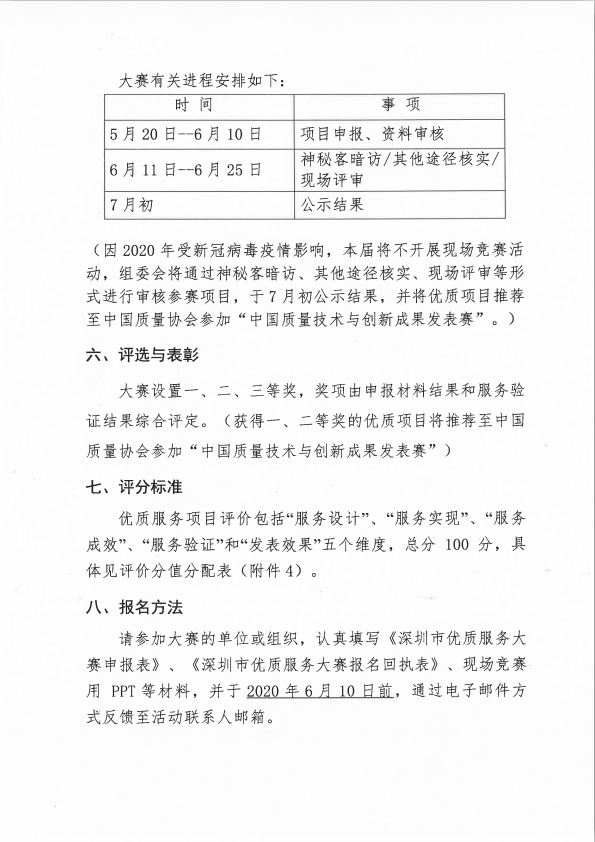 大赛有关进程安排如下：
时 间 事 项
5月20日--6月10日 项目申报、资料审核
6月11日--6月25日 神秘客暗访/其他途径核实/
现场评审
7月初 公示结果
（因2020年受新冠病毒疫情影响，本届将不开展现场竞赛活
动，组委会将通过神秘客暗访、其他途径核实、现场评审等形
式进行审核参赛项目，于7月初公示结果，并将优质项目推荐
至中国质量协会参加“中国质量技术与创新成果发表赛”。）
六、评选与表彰
大赛设置一、二、三等奖，奖项由申报材料结果和服务验
证结果综合评定。（获得一、二等奖的优质项目将推荐至中国
质量协会参加“中国质量技术与创新成果发表赛”）
七、评分标准
优质服务项目评价包括“服务设计”、“服务实现”、“服务
成效”、“服务验证”和“发表效果”五个维度，总分 100 分，具
体见评价分值分配表（附件4）。
八、报名方法
请参加大赛的单位或组织，认真填写《深圳市优质服务大
赛申报表》、《深圳市优质服务大赛报名回执表》、现场竞赛
用 PPT等材料，并于2020年6月10日前，通过电子邮件方
式反馈至活动联系人邮箱。